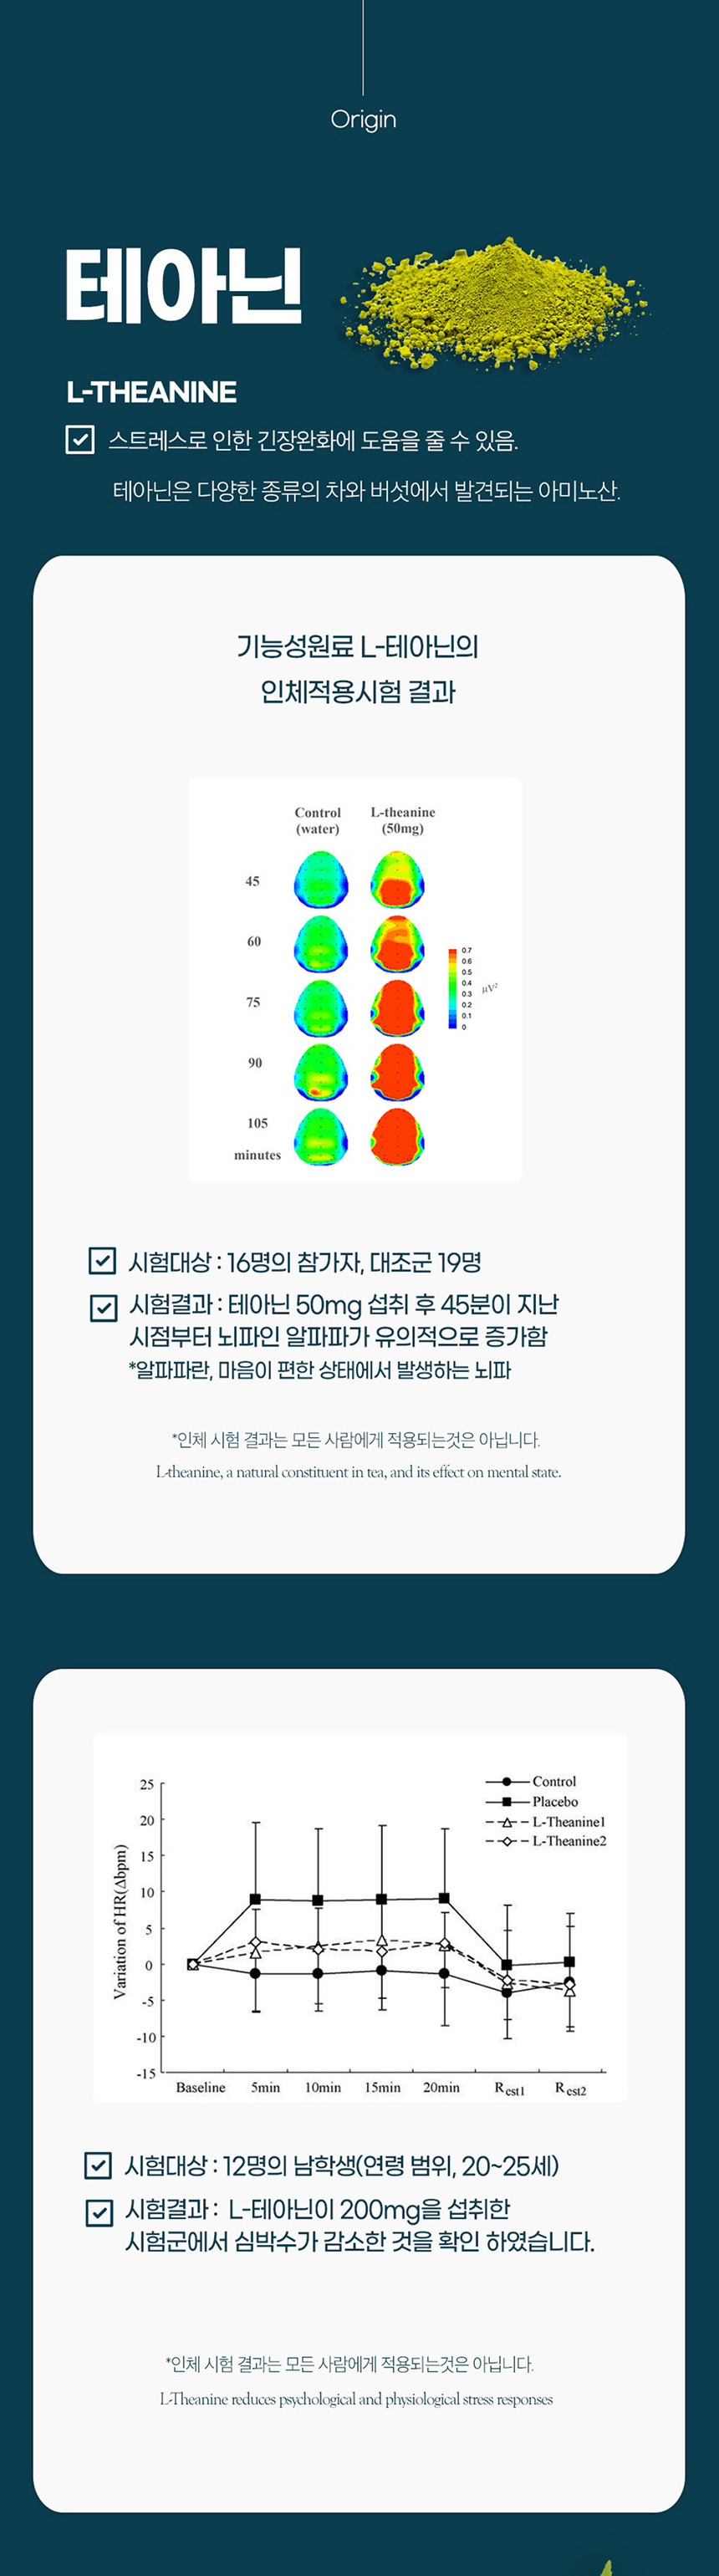 Origin
테아닌
L-THEANINE
스트레스로 인한 긴장완화에 도움을 줄 수 있음.
테아닌은 다양한 종류의 차와 버섯에서 발견되는 아미노산.
기능성원료 L-테아닌의
인체적용시험 결과
Control L-theanine
(water) (50mg)
45
60
75
90
105
minutes
0.7
0.6
0.5
0.4
0.3
0.2
0.1
0
μV²
시험대상 : 16명의 참가자, 대조군 19명
시험결과 : 테아닌 50mg 섭취 후 45분이 지난
시점부터 뇌파인 알파파가 유의적으로 증가함
*알파파란, 마음이 편한 상태에서 발생하는 뇌파
*인체 시험 결과는 모든 사람에게 적용되는것은 아닙니다.
L-theanine, a natural constituent in tea, and its effect on mental state.
Control
Placebo
L-Theanine1
L-Theanine2
Variation of HR(Δbpm)
25
20
15
10
5
0
-5
-10
-15
Baseline 5min 10min 15min 20min Rest1 Rest2
시험대상 : 12명의 남학생(연령 범위, 20~25세)
시험결과 : L-테아닌이 200mg을 섭취한
시험군에서 심박수가 감소한 것을 확인 하였습니다.
*인체 시험 결과는 모든 사람에게 적용되는것은 아닙니다.
L-Theanine reduces psychological and physiological stress responses